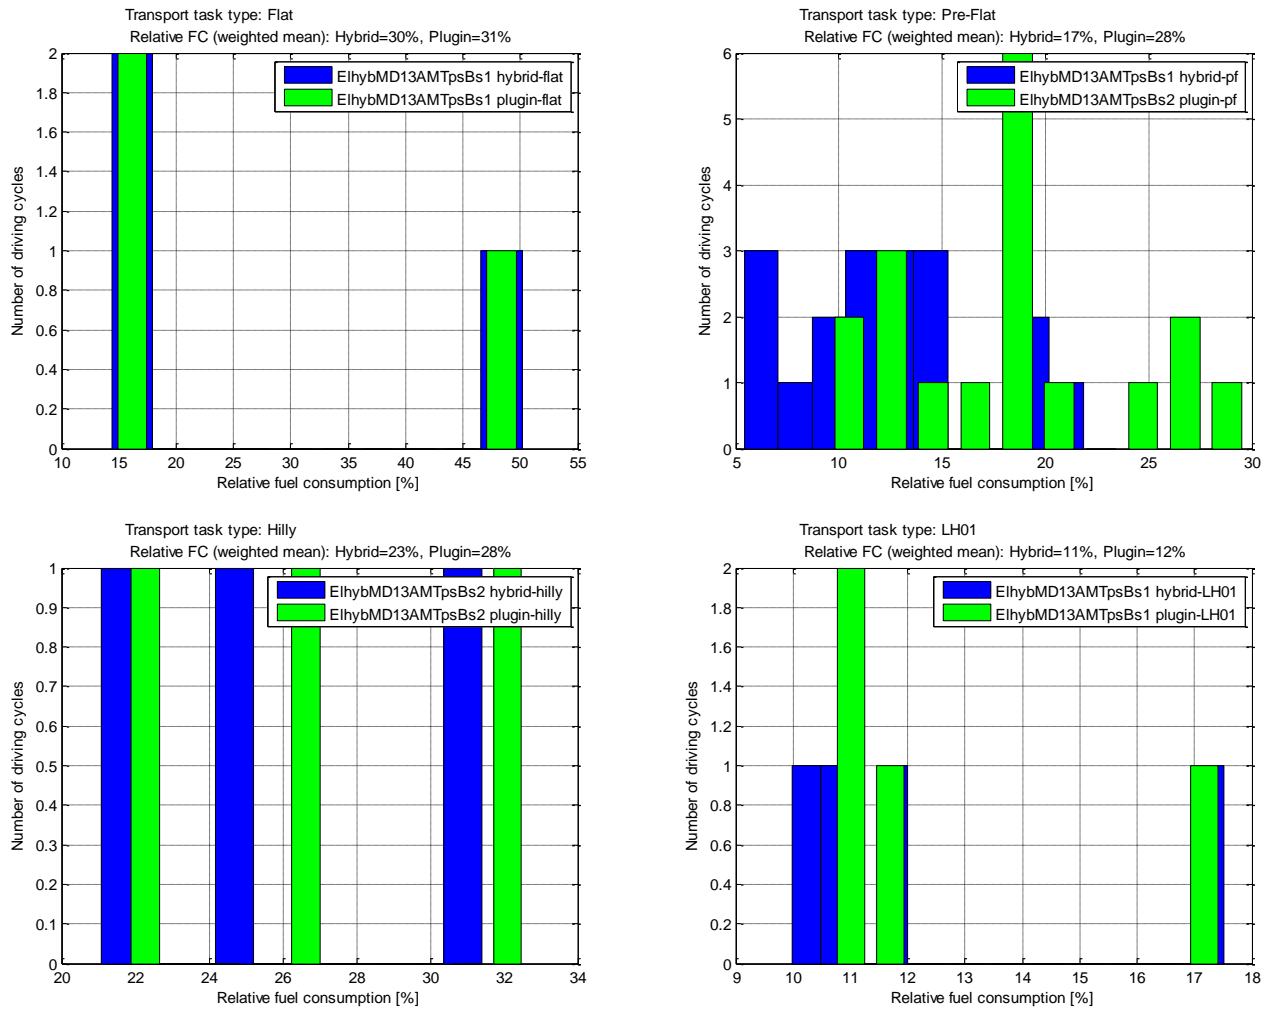 Transport task type: Flat
Relative FC (weighted mean): Hybrid=30%, Plugin=31%
2
1.8
1.6
1.4
1.2
1
0.8
0.6
0.4
0.2
0
Number of driving cycles
ElhybMD13AMTpsBs1 hybrid-flat
ElhybMD13AMTpsBs1 plugin-flat
10 15 20 25 30 35 40 45 50 55
Relative fuel consumption [%]
Transport task type: Pre-Flat
Relative FC (weighted mean): Hybrid=17%, Plugin=28%
6
5
4
3
2
1
0
Number of driving cycles
ElhybMD13AMTpsBs1 hybrid-pf
ElhybMD13AMTpsBs2 plugin-pf
5 10 15 20 25 30
Relative fuel consumption [%]
Transport task type: Hilly
Relative FC (weighted mean): Hybrid=23%, Plugin=28%
1
0.9
0.8
0.7
0.6
0.5
0.4
0.3
0.2
0.1
0
Number of driving cycles
ElhybMD13AMTpsBs2 hybrid-hilly
ElhybMD13AMTpsBs2 plugin-hilly
20 22 24 26 28 30 32 34
Relative fuel consumption [%]
Transport task type: LH01
Relative FC (weighted mean): Hybrid=11%, Plugin=12%
2
1.8
1.6
1.4
1.2
1
0.8
0.6
0.4
0.2
0
Number of driving cycles
ElhybMD13AMTpsBs1 hybrid-LH01
ElhybMD13AMTpsBs1 plugin-LH01
9 10 11 12 13 14 15 16 17 18
Relative fuel consumption [%]